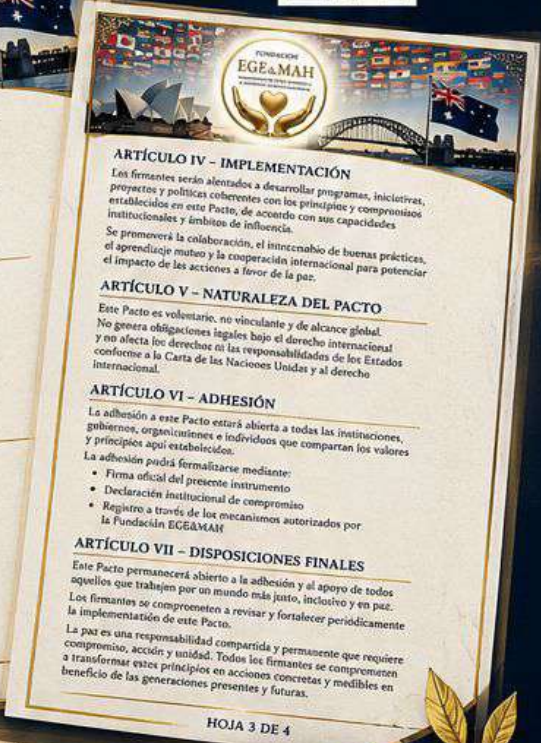 FUNDACIÓN
EGE&MAH
ARTÍCULO IV – IMPLEMENTACIÓN
Los firmantes serán alentados a desarrollar programas, iniciativas,
proyectos y políticas coherentes con los principios y compromisos
establecidos en este Pacto, de acuerdo con sus capacidades
institucionales y ámbitos de influencia.
Se promoverá la colaboración, el de buenas prácticas,
el aprendizaje mutuo y la cooperación internacional para potenciar
el impacto de las acciones a favor de la paz.
ARTÍCULO V – NATURALEZA DEL PACTO
Este Pacto es voluntario, no vinculante y de alcance global.
No genera obligaciones legales bajo el derecho internacional
y no afecta los derechos ni las responsabilidades de los Estados
conforme a la Carta de las Naciones Unidas y al derecho
internacional.
ARTÍCULO VI – ADHESIÓN
La adhesión a este Pacto estará abierta a todas las instituciones,
gobiernos, organizaciones e individuos que compartan los valores
y principios aquí establecidos.
La adhesión podrá formalizarse mediante:
• Firma oficial del presente instrumento
• Declaración institucional de compromiso
• Registro a través de los mecanismos autorizados por
la Fundación EGE&MAH
ARTÍCULO VII – DISPOSICIONES FINALES
Este Pacto permanecerá abierto a la adhesión y al apoyo de todos
aquellos que trabajen por un mundo más justo, inclusivo y en paz.
Los firmantes se comprometen a revisar y fortalecer periódicamente
la implementación de este Pacto.
La paz es una responsabilidad compartida y permanente que requiere
compromiso, acción y unidad. Todos los firmantes se comprometen
a transformar estos principios en acciones concretas y medibles en
beneficio de las generaciones presentes y futuras.
HOJA 3 DE 4